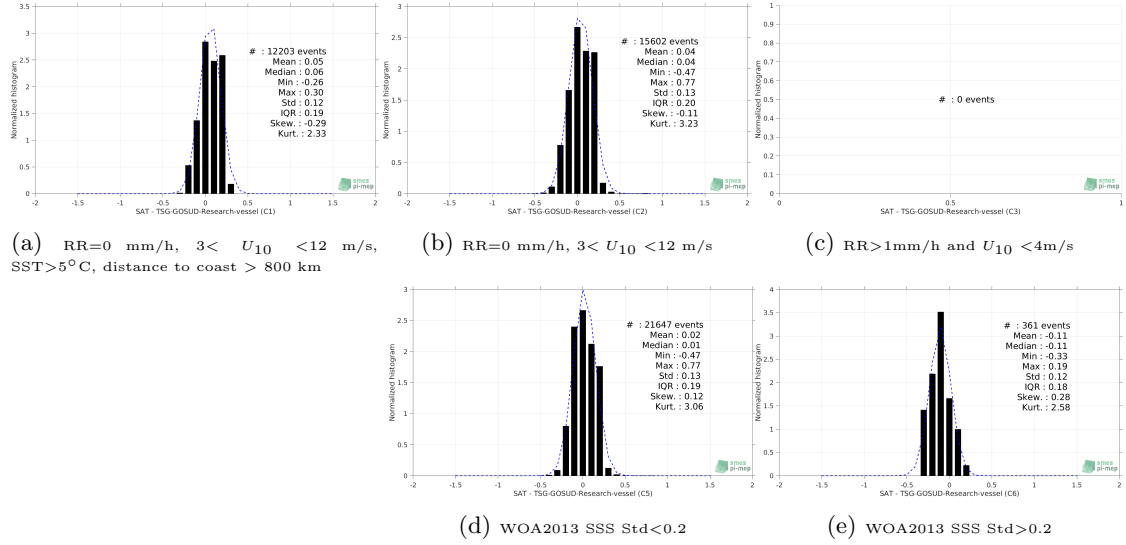 3.5
3
2.5
2
1.5
1
0.5
0
Normalized histogram
# : 12203 events
Mean : 0.05
Median : 0.06
Min : -0.26
Max : 0.30
Std : 0.12
IQR : 0.19
Skew. : -0.29
Kurt. : 2.33
smos
pi-mep
-2 -1.5 -1 -0.5 0 0.5 1 1.5 2
SAT - TSG-GOSUD-Research-vessel (C1)
(a) RR=0 mm/h, 3< U10 <12 m/s,
SST>5°C, distance to coast > 800 km
3
2.5
2
1.5
1
0.5
0
Normalized histogram
# : 15602 events
Mean : 0.04
Median : 0.04
Min : -0.47
Max : 0.77
Std : 0.13
IQR : 0.20
Skew. : -0.11
Kurt. : 3.23
smos
pi-mep
-2 -1.5 -1 -0.5 0 0.5 1 1.5 2
SAT - TSG-GOSUD-Research-vessel (C2)
(b) RR=0 mm/h, 3< U10 <12 m/s
1
0.9
0.8
0.7
0.6
0.5
0.4
0.3
0.2
0.1
0
Normalized histogram
# : 0 events
smos
pi-mep
0 0.5 1
SAT - TSG-GOSUD-Research-vessel (C3)
(c) RR>1mm/h and U10 <4m/s
3
2.5
2
1.5
1
0.5
0
Normalized histogram
# : 21647 events
Mean : 0.02
Median : 0.01
Min : -0.47
Max : 0.77
Std : 0.13
IQR : 0.19
Skew. : 0.12
Kurt. : 3.06
smos
pi-mep
-2 -1.5 -1 -0.5 0 0.5 1 1.5 2
SAT - TSG-GOSUD-Research-vessel (C5)
(d) WOA2013 SSS Std<0.2
4
3.5
3
2.5
2
1.5
1
0.5
0
Normalized histogram
# : 361 events
Mean : -0.11
Median : -0.11
Min : -0.33
Max : 0.19
Std : 0.12
IQR : 0.18
Skew. : 0.28
Kurt. : 2.58
smos
pi-mep
-2 -1.5 -1 -0.5 0 0.5 1 1.5 2
SAT - TSG-GOSUD-Research-vessel (C6)
(e) WOA2013 SSS Std>0.2